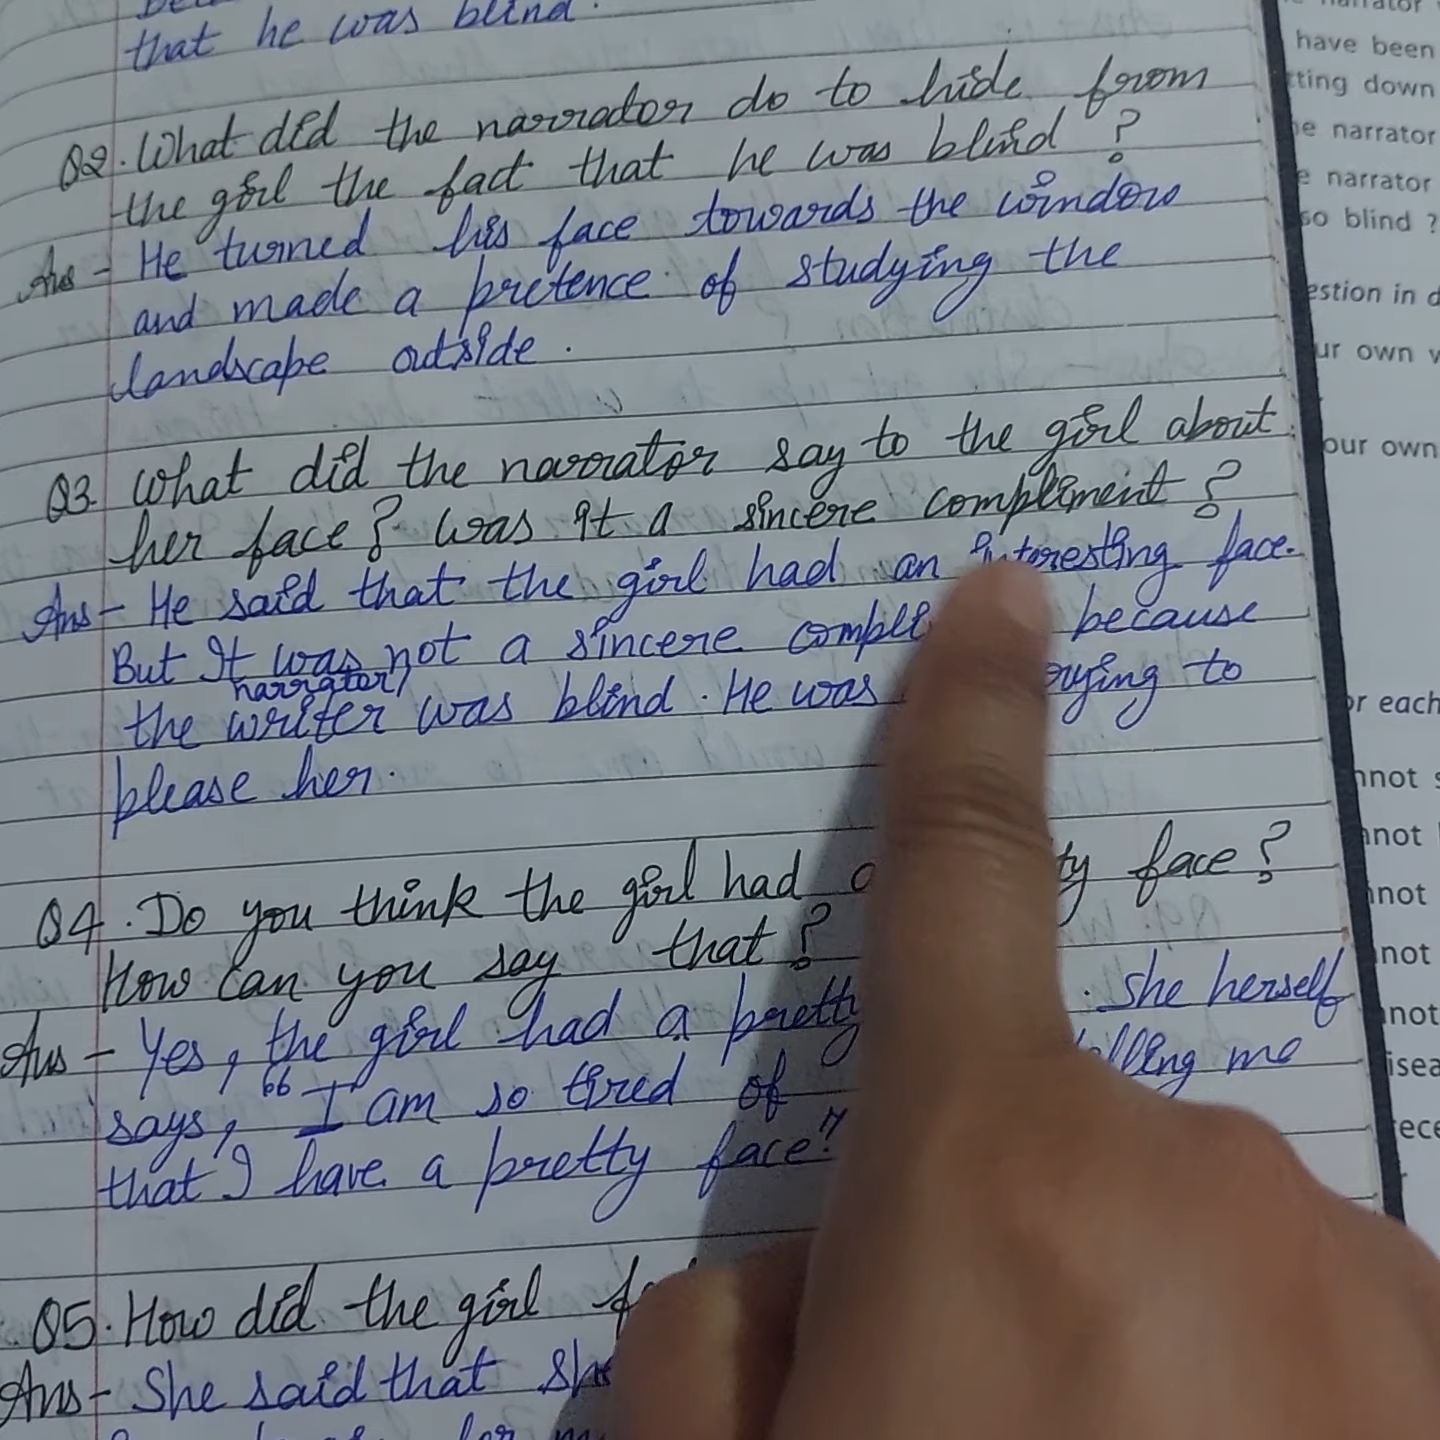 that he was blind.
Q2. What did the narrator do to hide from
the girl the fact that he was blind ?
Ans - He turned his face towards the window
and made a pretence of studying the
landscape outside.
Q3. What did the narrator say to the girl about
her face? was it a sincere compliment ?
Ans - He said that the girl had an interesting face.
But It was not a sincere because
narrator
the writer was blind. He was to
please her.
Q4. Do you think the girl had face?
How can you say that?
Ans - Yes, the girl had a pretty . she herself
says, "I am so tired of me
that I have a pretty face."
Q5. How did the girl
Ans - She said that
have been
down
narrator
narrator
so blind ?
in
own
our own
each